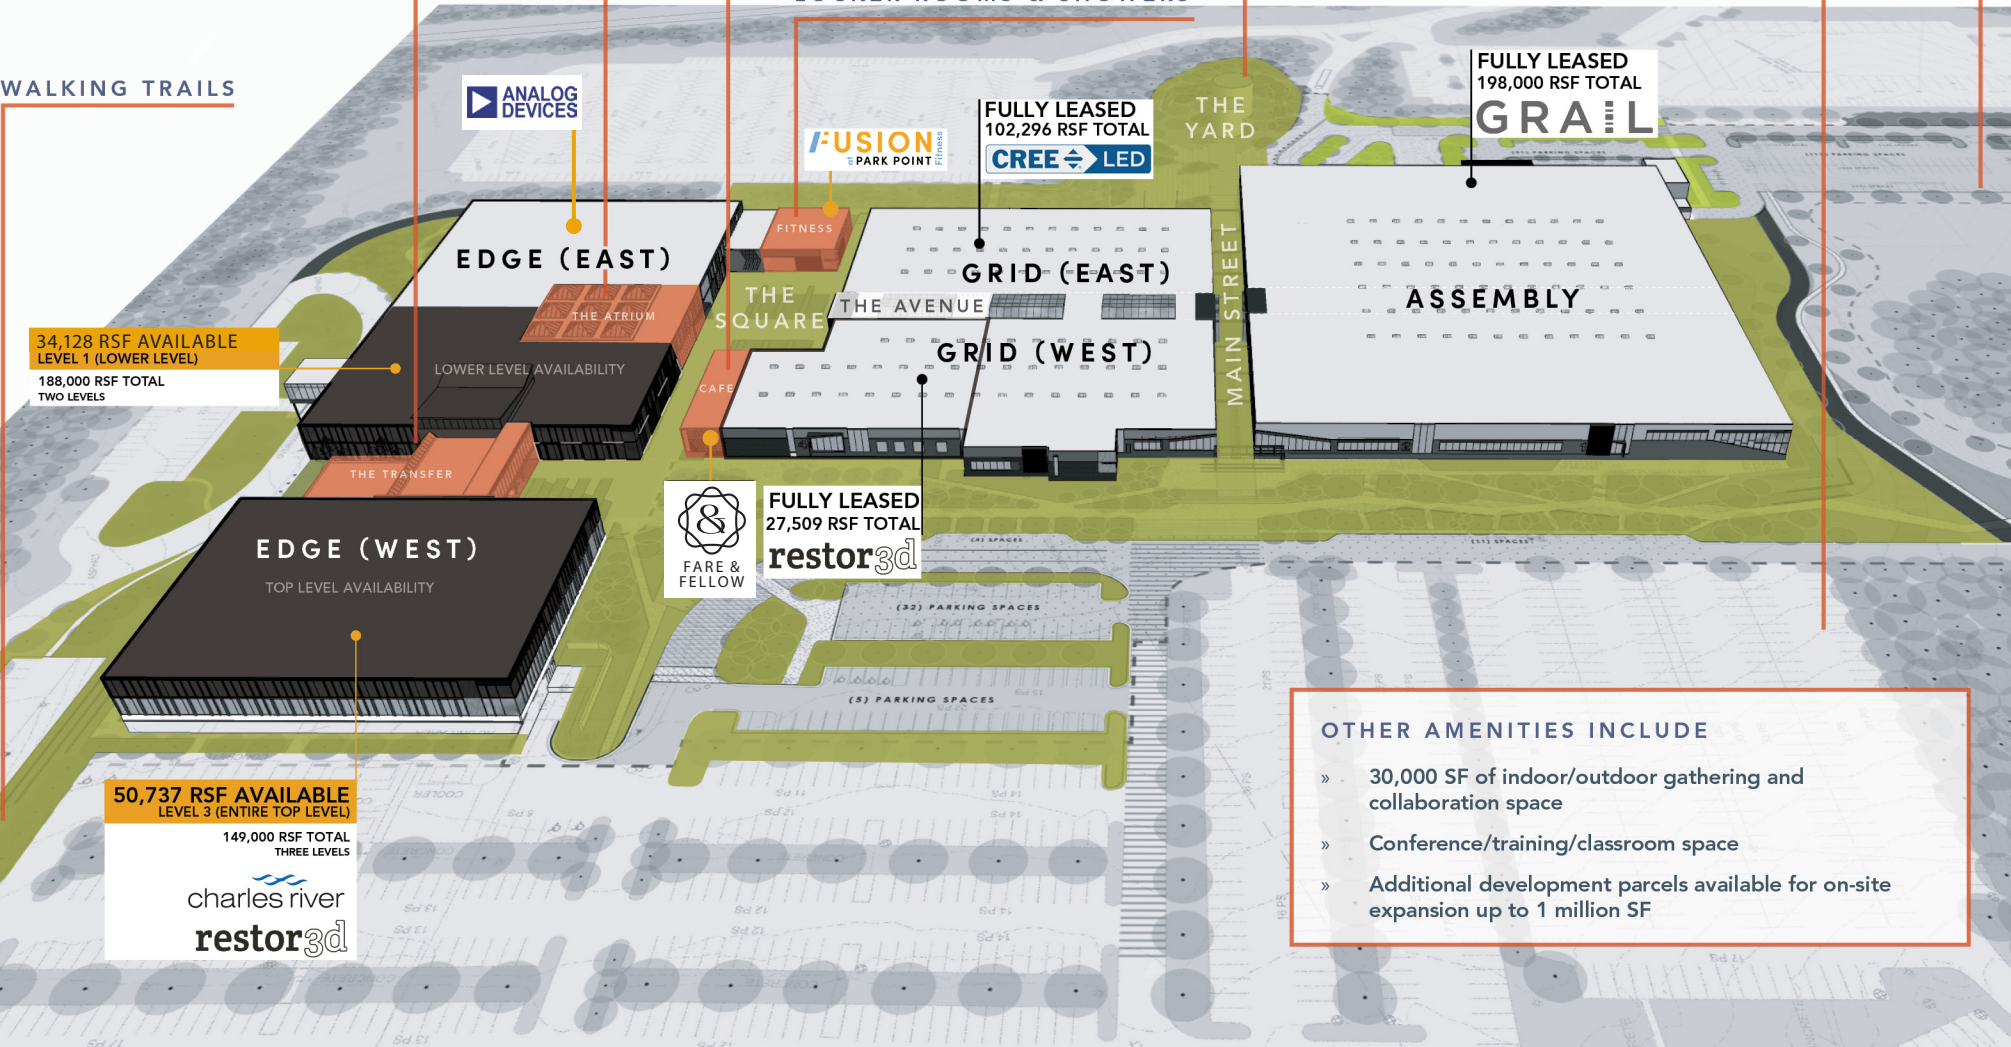 WALKING TRAILS
ANALOG
DEVICES
FUSION
at PARK POINT
Fitness
FULLY LEASED
102,296 RSF TOTAL
CREE LED
THE
YARD
FULLY LEASED
198,000 RSF TOTAL
GRAIL
EDGE (EAST)
FITNESS
THE ATRIUM
THE
SQUARE
THE AVENUE
GRID (EAST)
GRID (WEST)
MAIN STREET
ASSEMBLY
34,128 RSF AVAILABLE
LEVEL 1 (LOWER LEVEL)
188,000 RSF TOTAL
TWO LEVELS
LOWER LEVEL AVAILABILITY
CAFE
THE TRANSFER
EDGE (WEST)
TOP LEVEL AVAILABILITY
&
FARE &
FELLOW
FULLY LEASED
27,509 RSF TOTAL
restor3d
(4) SPACES
(11) SPACES
(32) PARKING SPACES
(5) PARKING SPACES
50,737 RSF AVAILABLE
LEVEL 3 (ENTIRE TOP LEVEL)
149,000 RSF TOTAL
THREE LEVELS
charles river
restor3d
OTHER AMENITIES INCLUDE
» 30,000 SF of indoor/outdoor gathering and
collaboration space
» Conference/training/classroom space
» Additional development parcels available for on-site
expansion up to 1 million SF